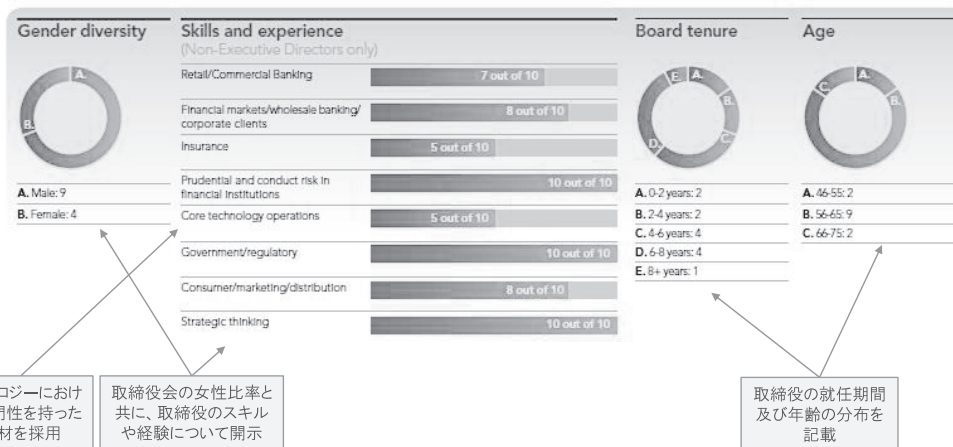 Gender diversity
A.
B.
A. Male: 9
B. Female: 4
Skills and experience
(Non-Executive Directors only)
Retail/Commercial Banking
7 out of 10
Financial markets/wholesale banking/
corporate clients
8 out of 10
Insurance
5 out of 10
Prudential and conduct risk in
financial institutions
10 out of 10
Core technology operations
5 out of 10
Government/regulatory
10 out of 10
Consumer/marketing/distribution
8 out of 10
Strategic thinking
10 out of 10
Board tenure
E. A.
B.
C.
D.
A. 0-2 years: 2
B. 2-4 years: 2
C. 4-6 years: 4
D. 6-8 years: 4
E. 8+ years: 1
Age
A.
C.
B.
A. 46-55: 2
B. 56-65: 9
C. 66-75: 2
ロジーにおけ
門性を持った
材を採用
取締役会の女性比率と
共に、取締役のスキル
や経験について開示
取締役の就任期間
及び年齢の分布を
記載